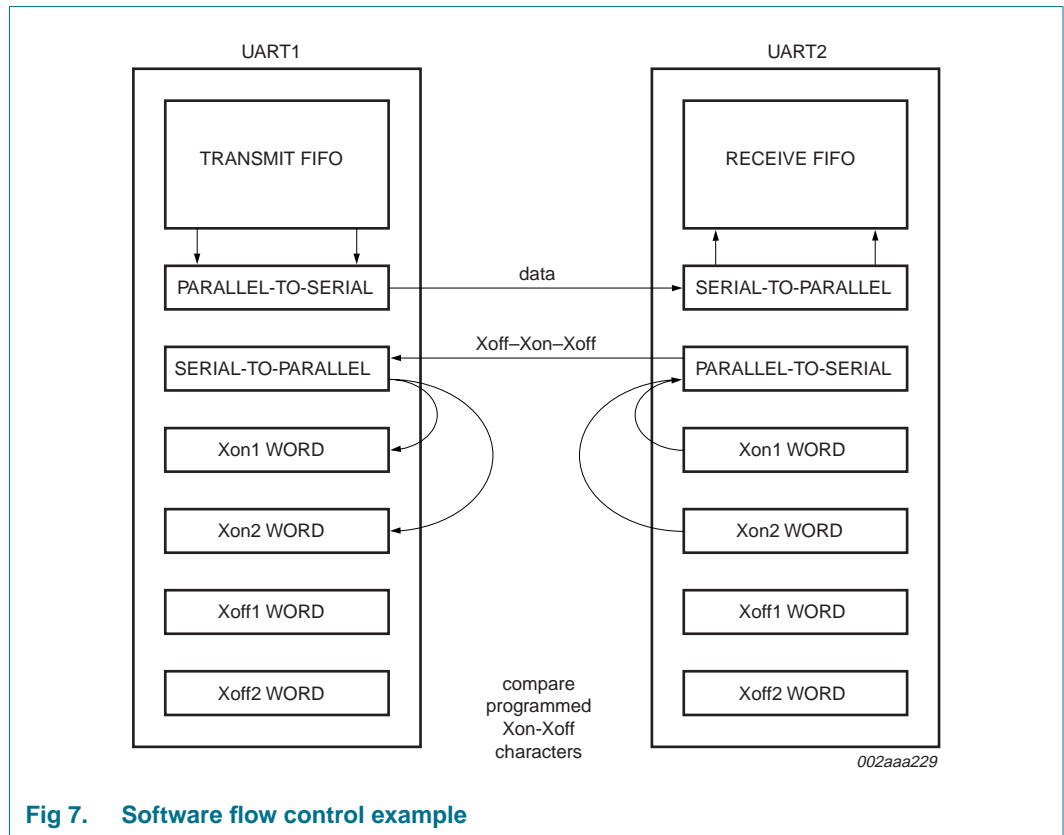 UART1
UART2
TRANSMIT FIFO
RECEIVE FIFO
PARALLEL-TO-SERIAL
data
SERIAL-TO-PARALLEL
Xoff–Xon–Xoff
SERIAL-TO-PARALLEL
PARALLEL-TO-SERIAL
Xon1 WORD
Xon1 WORD
Xon2 WORD
Xon2 WORD
Xoff1 WORD
Xoff1 WORD
Xoff2 WORD
compare
programmed
Xon-Xoff
characters
Xoff2 WORD
002aaa229
Fig 7. Software flow control example